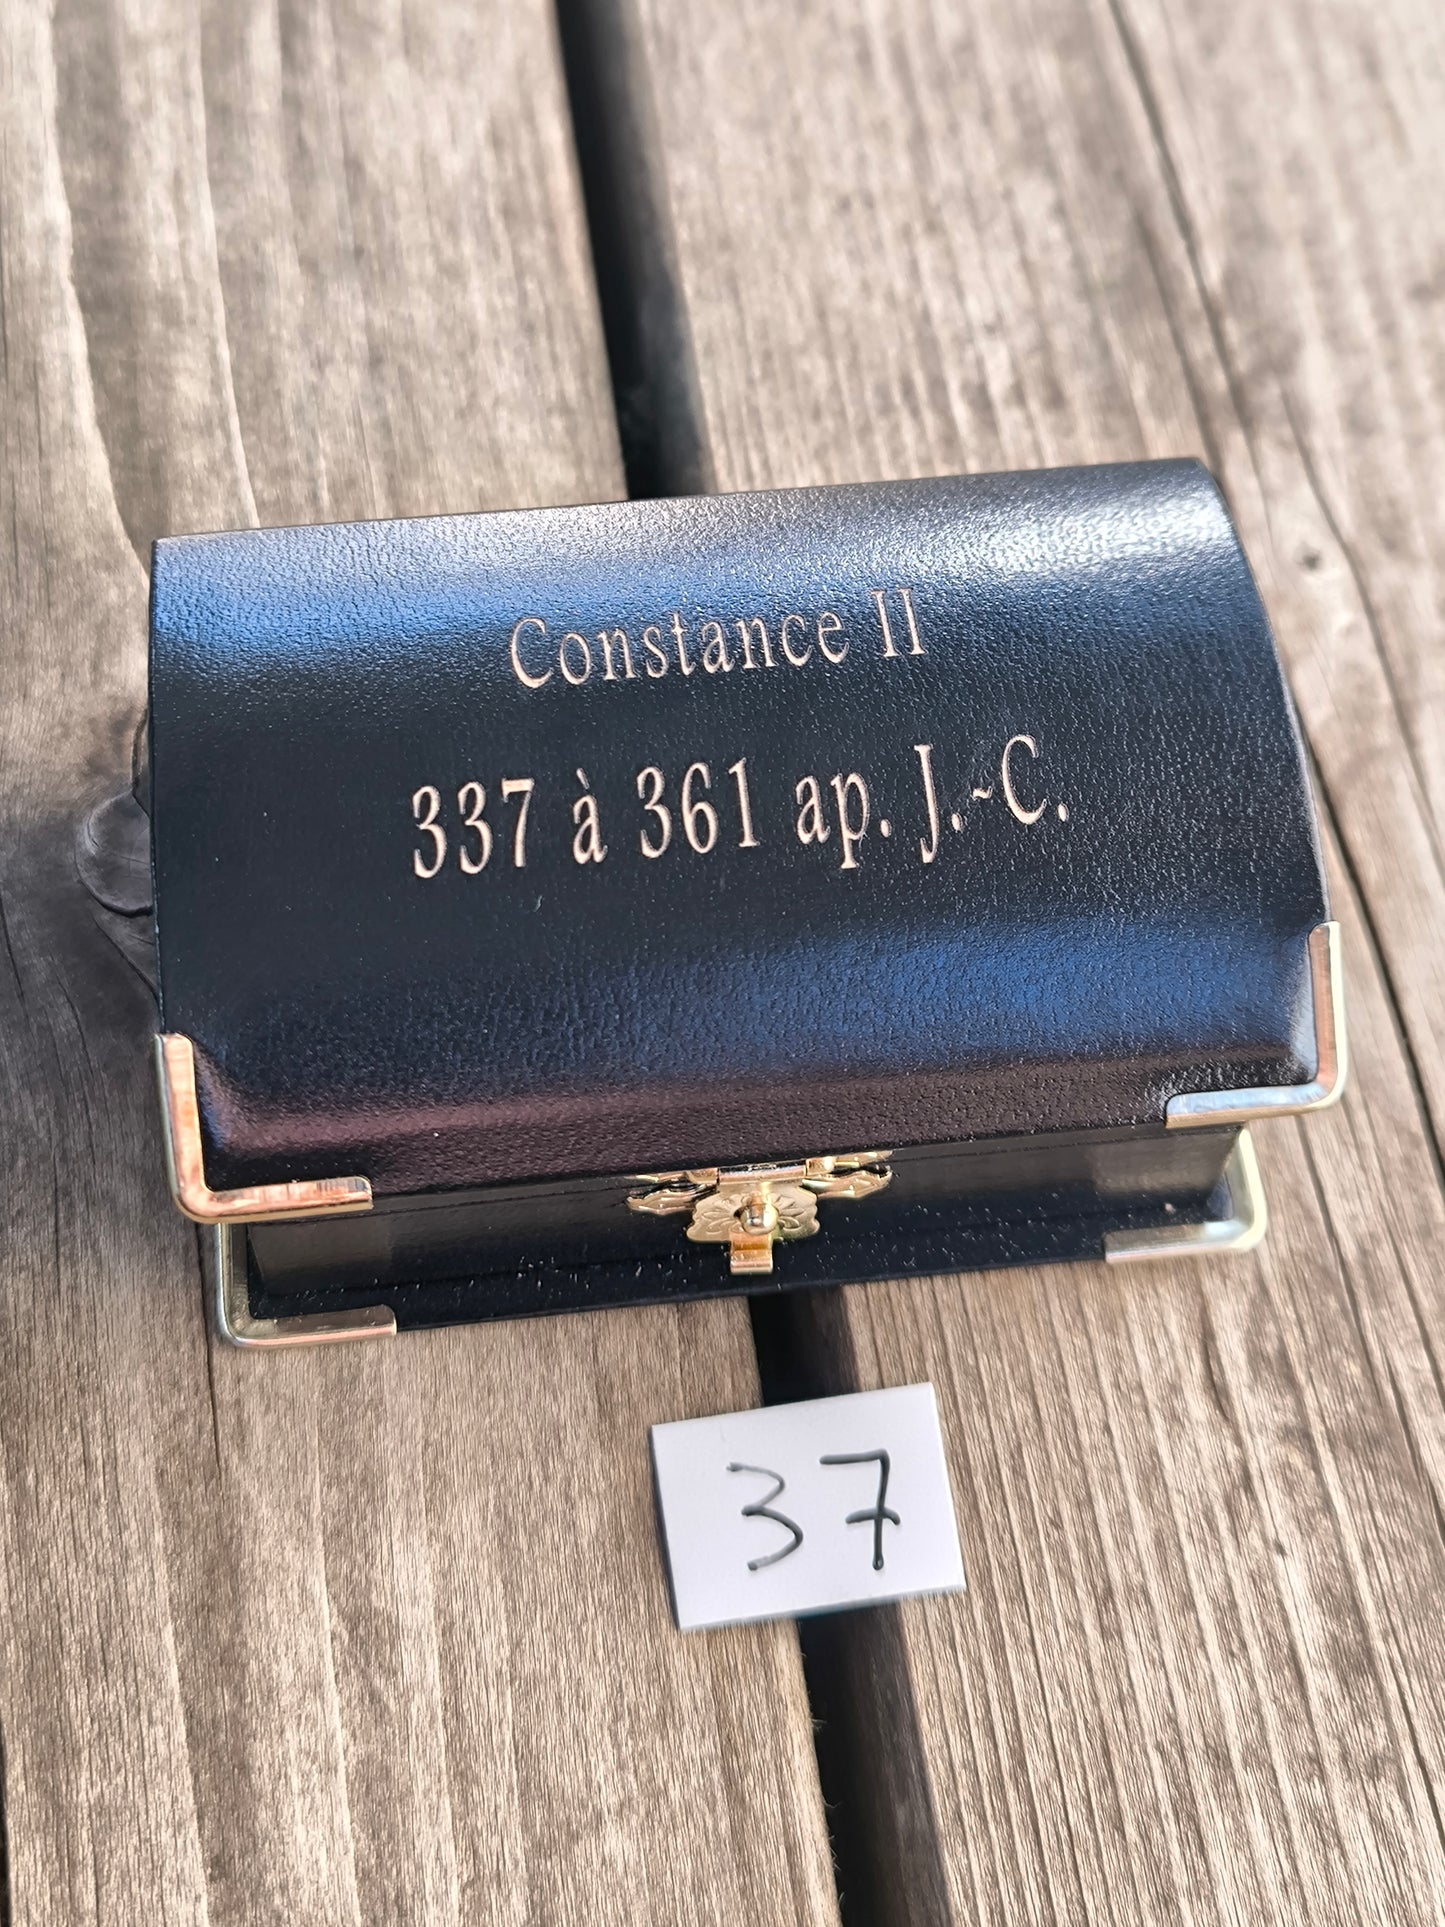 Constance II
337 à 361 ap. J.-C.
37